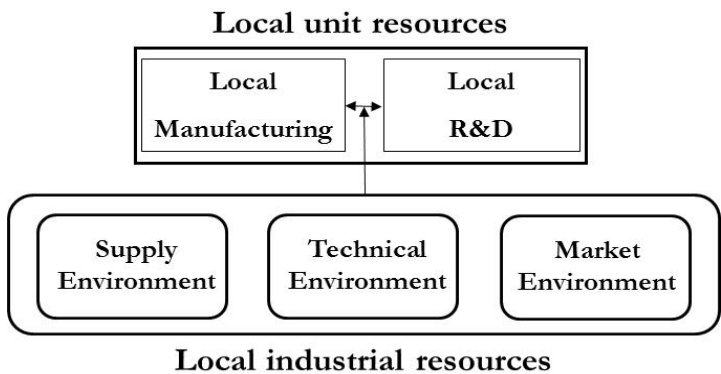 Local unit resources
Local
Manufacturing
Local
R&D
Supply
Environment
Technical
Environment
Market
Environment
Local industrial resources